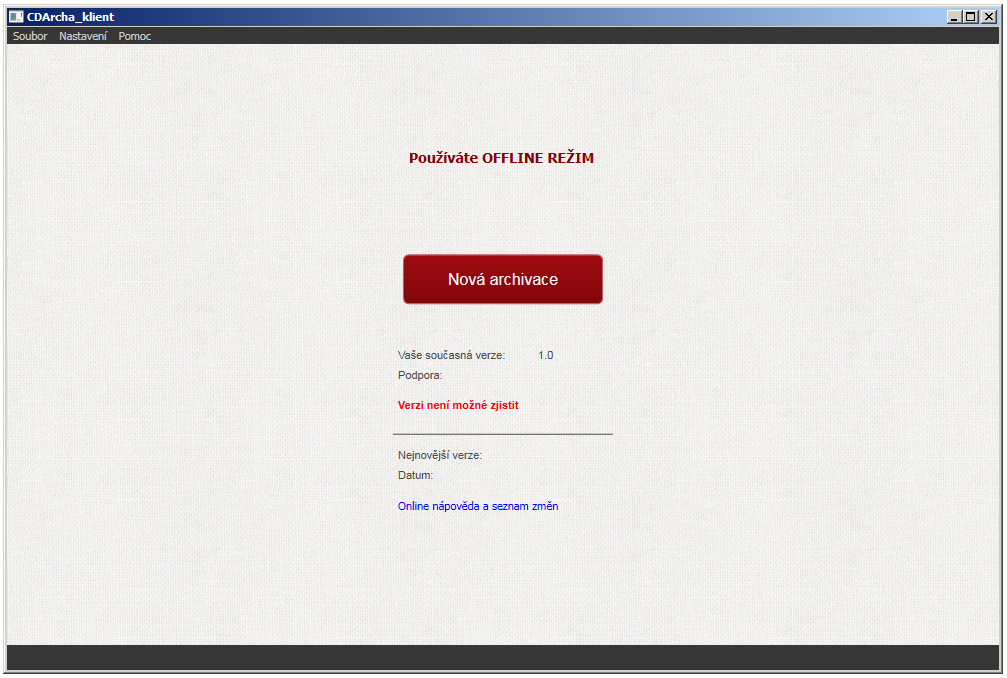 CDArcha_klient
Soubor Nastavení Pomoc
Používáte OFFLINE REŽIM
Nová archivace
Vaše současná verze: 1.0
Podpora:
Verzi není možné zjistit
Nejnovější verze:
Datum:
Online nápověda a seznam změn